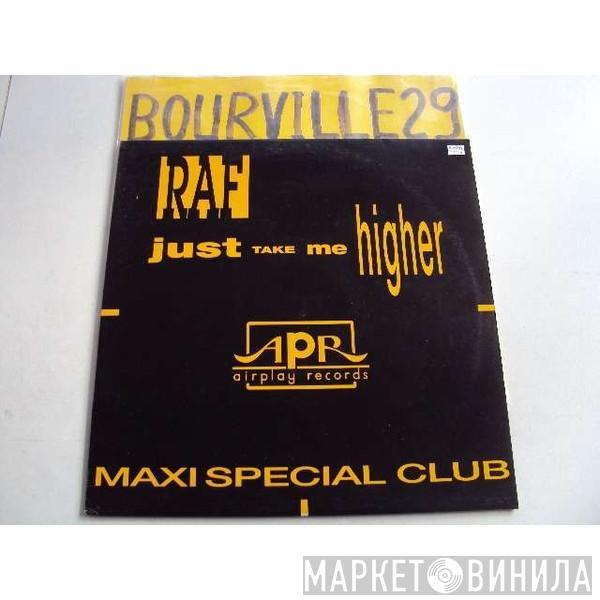 BOURVILLE29
RAF
just TAKE me higher
APR
airplay records
MAXI SPECIAL CLUB
МАРКЕТ ВИНИЛА